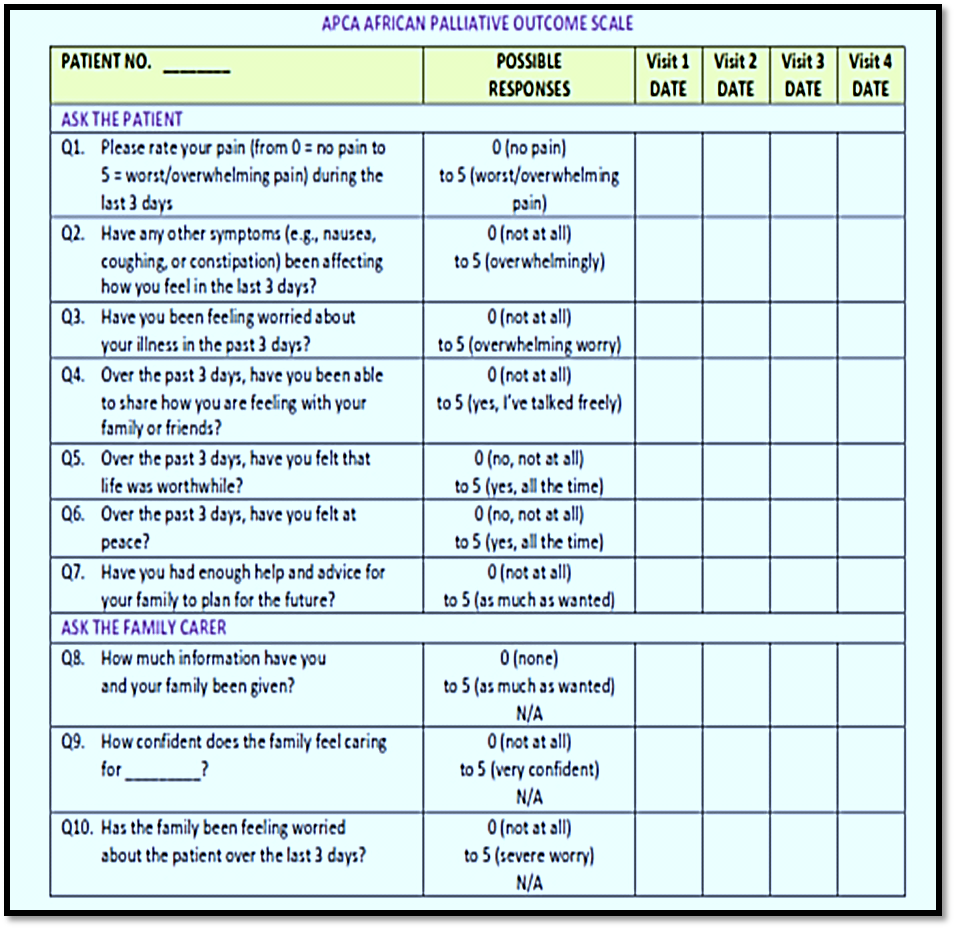 APCA AFRICAN PALLIATIVE OUTCOME SCALE
PATIENT NO. ________
POSSIBLE
RESPONSES
Visit 1
DATE
Visit 2
DATE
Visit 3
DATE
Visit 4
DATE
ASK THE PATIENT
Q1. Please rate your pain (from 0 = no pain to
5 = worst/overwhelming pain) during the
last 3 days
0 (no pain)
to 5 (worst/overwhelming
pain)
Q2. Have any other symptoms (e.g., nausea,
coughing, or constipation) been affecting
how you feel in the last 3 days?
0 (not at all)
to 5 (overwhelmingly)
Q3. Have you been feeling worried about
your illness in the past 3 days?
0 (not at all)
to 5 (overwhelming worry)
Q4. Over the past 3 days, have you been able
to share how you are feeling with your
family or friends?
0 (not at all)
to 5 (yes, I've talked freely)
Q5. Over the past 3 days, have you felt that
life was worthwhile?
0 (no, not at all)
to 5 (yes, all the time)
Q6. Over the past 3 days, have you felt at
peace?
0 (no, not at all)
to 5 (yes, all the time)
Q7. Have you had enough help and advice for
your family to plan for the future?
0 (not at all)
to 5 (as much as wanted)
ASK THE FAMILY CARER
Q8. How much information have you
and your family been given?
0 (none)
to 5 (as much as wanted)
N/A
Q9. How confident does the family feel caring
for _________?
0 (not at all)
to 5 (very confident)
N/A
Q10. Has the family been feeling worried
about the patient over the last 3 days?
0 (not at all)
to 5 (severe worry)
N/A